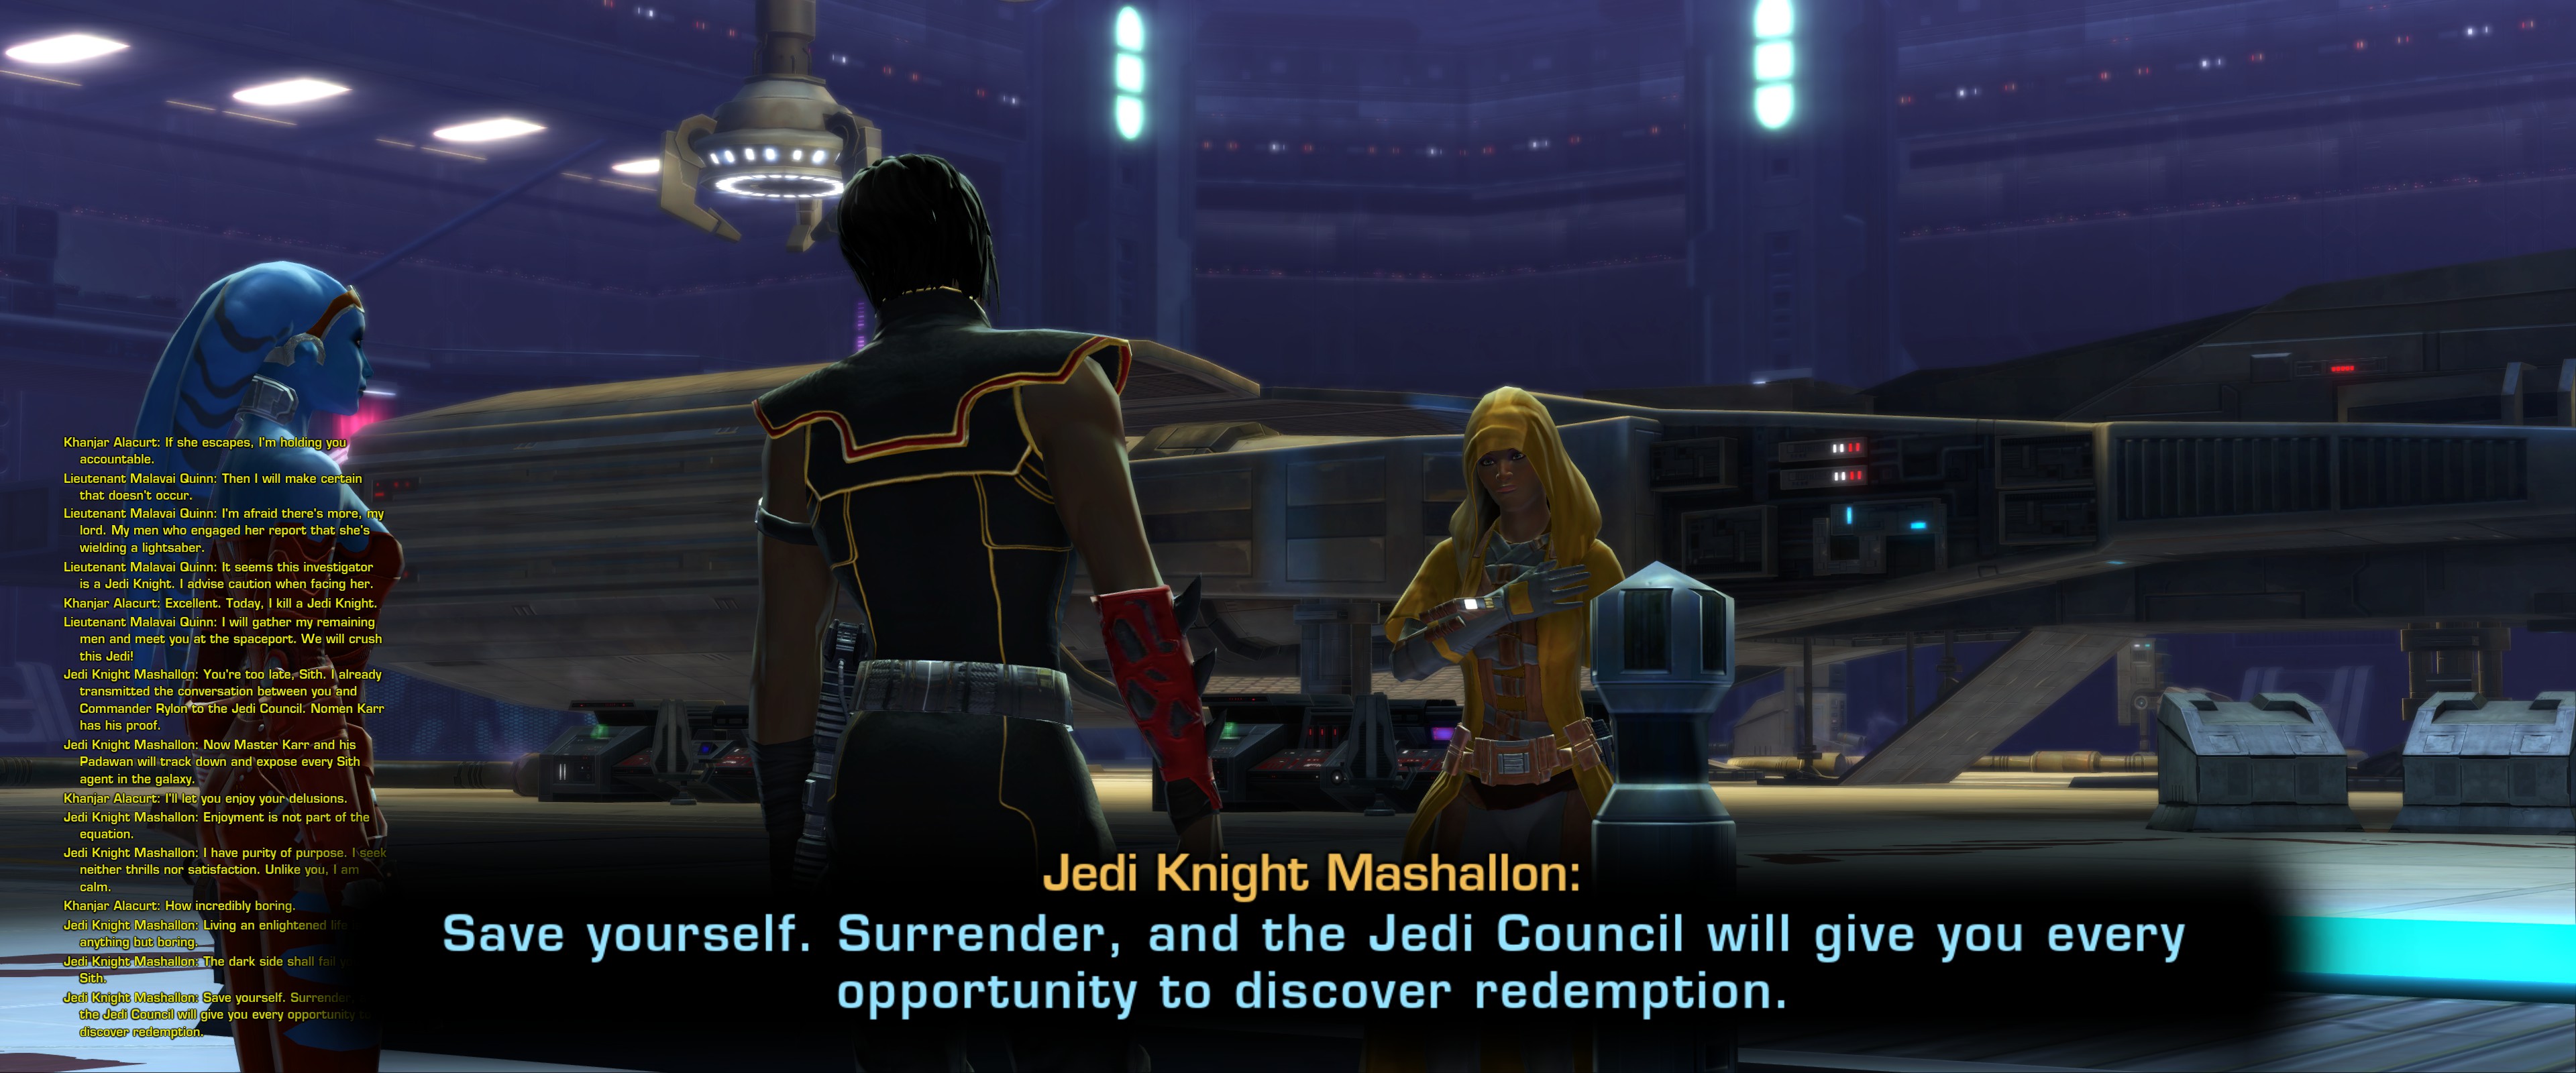 Khanjar Alacurt: If she escapes, I'm holding you
accountable.
Lieutenant Malavai Quinn: Then I will make certain
that doesn't occur.
Lieutenant Malavai Quinn: I'm afraid there's more, my
lord. My men who engaged her report that she's
wielding a lightsaber.
Lieutenant Malavai Quinn: It seems this investigator
is a Jedi Knight. I advise caution when facing her.
Khanjar Alacurt: Excellent. Today, I kill a Jedi Knight.
Lieutenant Malavai Quinn: I will gather my remaining
men and meet you at the spaceport. We will crush
this Jedi!
Jedi Knight Mashallon: You're too late, Sith. I already
transmitted the conversation between you and
Commander Rylon to the Jedi Council. Nomen Karr
has his proof.
Jedi Knight Mashallon: Now Master Karr and his
Padawan will track down and expose every Sith
agent in the galaxy.
Khanjar Alacurt: I'll let you enjoy your delusions.
Jedi Knight Mashallon: Enjoyment is not part of the
equation.
Jedi Knight Mashallon: I have purity of purpose. I seek
neither thrills nor satisfaction. Unlike you, I am
calm.
Khanjar Alacurt: How incredibly boring.
Jedi Knight Mashallon: Living an enlightened life
anything but boring.
Jedi Knight Mashallon: The dark side shall fail
Sith.
Jedi Knight Mashallon: Save yourself. Surrender,
the Jedi Council will give you every opportunity to
discover redemption.
Jedi Knight Mashallon:
Save yourself. Surrender, and the Jedi Council will give you every
opportunity to discover redemption.